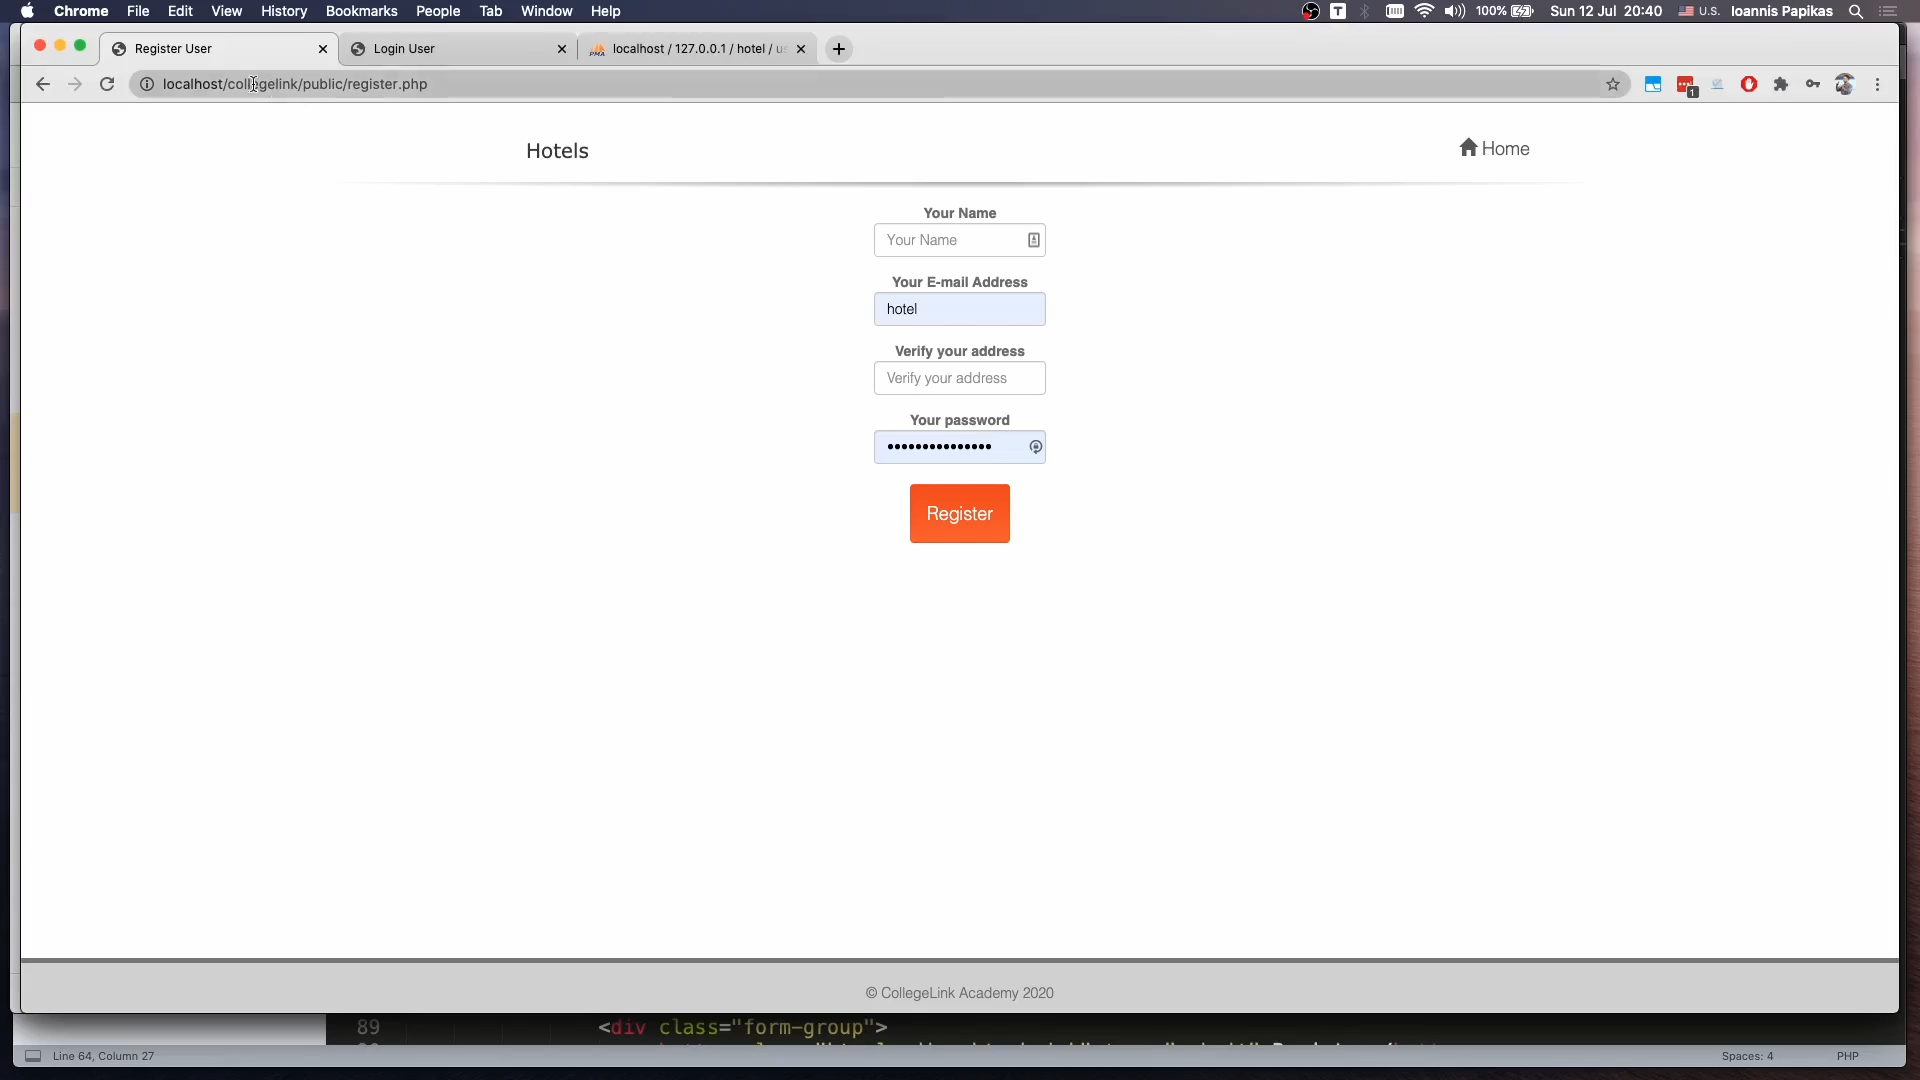 Chrome File Edit View History Bookmarks People Tab Window Help T 100% Sun 12 Jul 20:40 U.S. Ioannis Papikas
Register User Login User PMA localhost / 127.0.0.1 / hotel / us
localhost/collegelink/public/register.php 1
Hotels Home
Your Name
Your Name
Your E-mail Address
hotel
Verify your address
Verify your address
Your password
•••••••••••••••
Register
© CollegeLink Academy 2020
89 <div class="form-group">
Line 64, Column 27 Spaces: 4 PHP